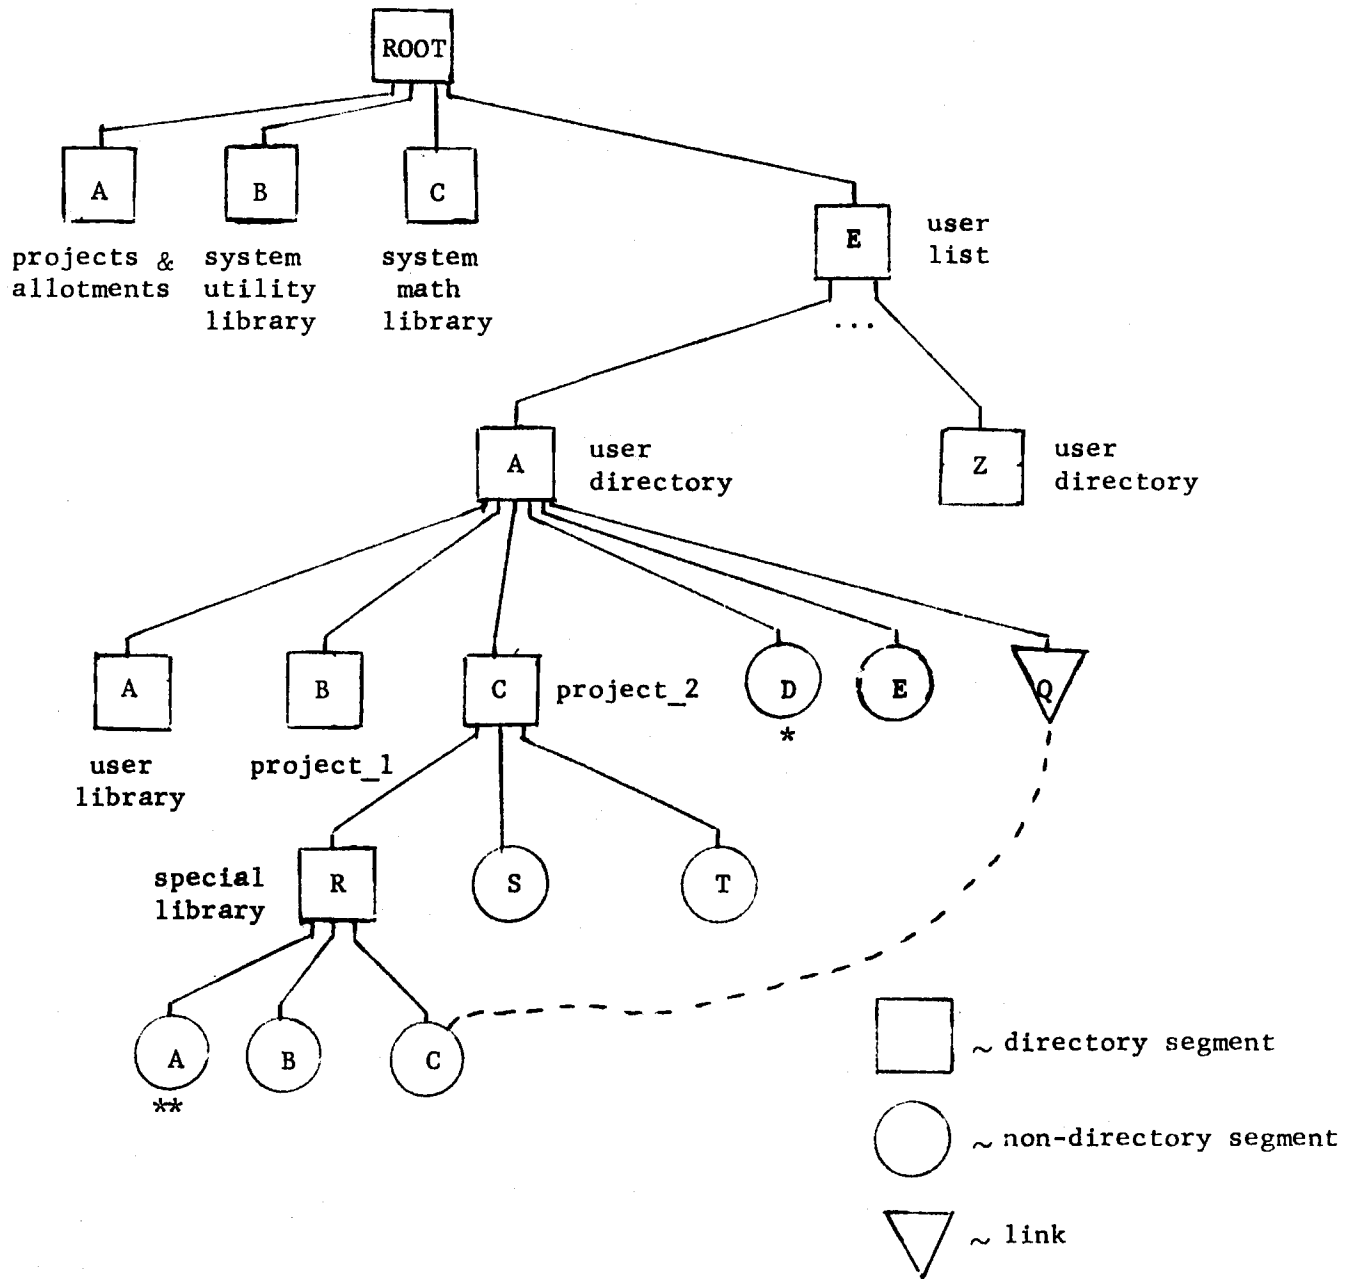 ROOT
A
B
C
projects &
allotments
system
utility
library
system
math
library
E
user
list
...
A
user
directory
Z
user
directory
A
B
C
project_2
D
*
E
Q
user
library
project_1
special
library
R
S
T
A
**
B
C
~ directory segment
~ non-directory segment
~ link